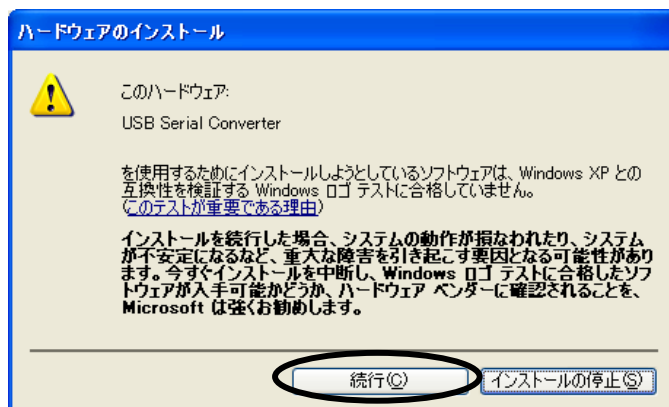 ハードウェアのインストール
このハードウェア:
USB Serial Converter
を使用するためにインストールしようとしているソフトウェアは、Windows XP との
互換性を検証する Windows ロゴ テストに合格していません。
(このテストが重要である理由)
インストールを続行した場合、システムの動作が損なわれたり、システム
が不安定になるなど、重大な障害を引き起こす要因となる可能性があり
ます。今すぐインストールを中断し、Windows ロゴ テストに合格したソフ
トウェアが入手可能かどうか、ハードウェア ベンダーに確認されることを、
Microsoft は強くお勧めします。
続行(C)
インストールの停止(S)